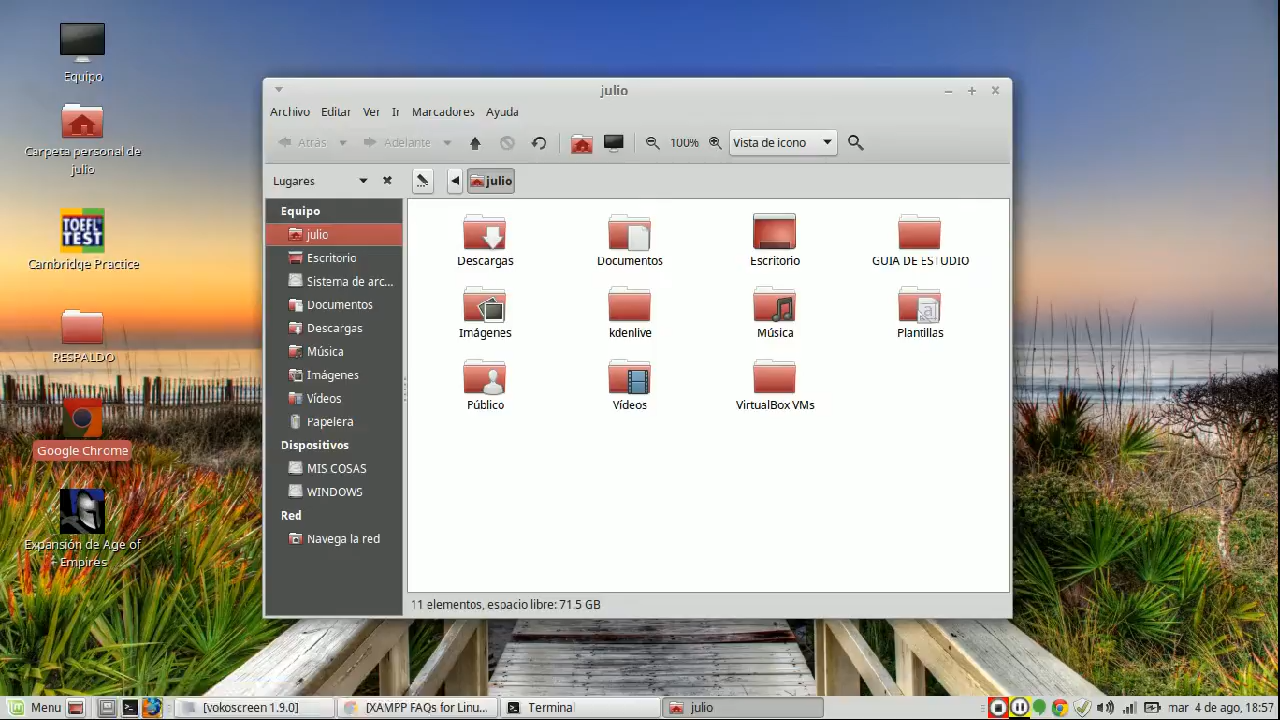 Equipo
Carpeta personal de
julio
TOEFL
TEST
Cambridge Practice
RESPALDO
Google Chrome
Expansión de Age of
Empires
julio
Archivo Editar Ver Ir Marcadores Ayuda
Atrás Adelante 100% Vista de icono
Lugares julio
Equipo
julio
Escritorio
Sistema de arc...
Documentos
Descargas
Música
Imágenes
Vídeos
Papelera
Dispositivos
MIS COSAS
WINDOWS
Red
Navega la red
Descargas Documentos Escritorio GUIA DE ESTUDIO
Imágenes kdenlive Música Plantillas
Público Vídeos VirtualBox VMs
11 elementos, espacio libre: 71.5 GB
Menu [vokoscreen 1.9.0] [XAMPP FAQs for Linu... Terminal julio mar 4 de ago, 18:57